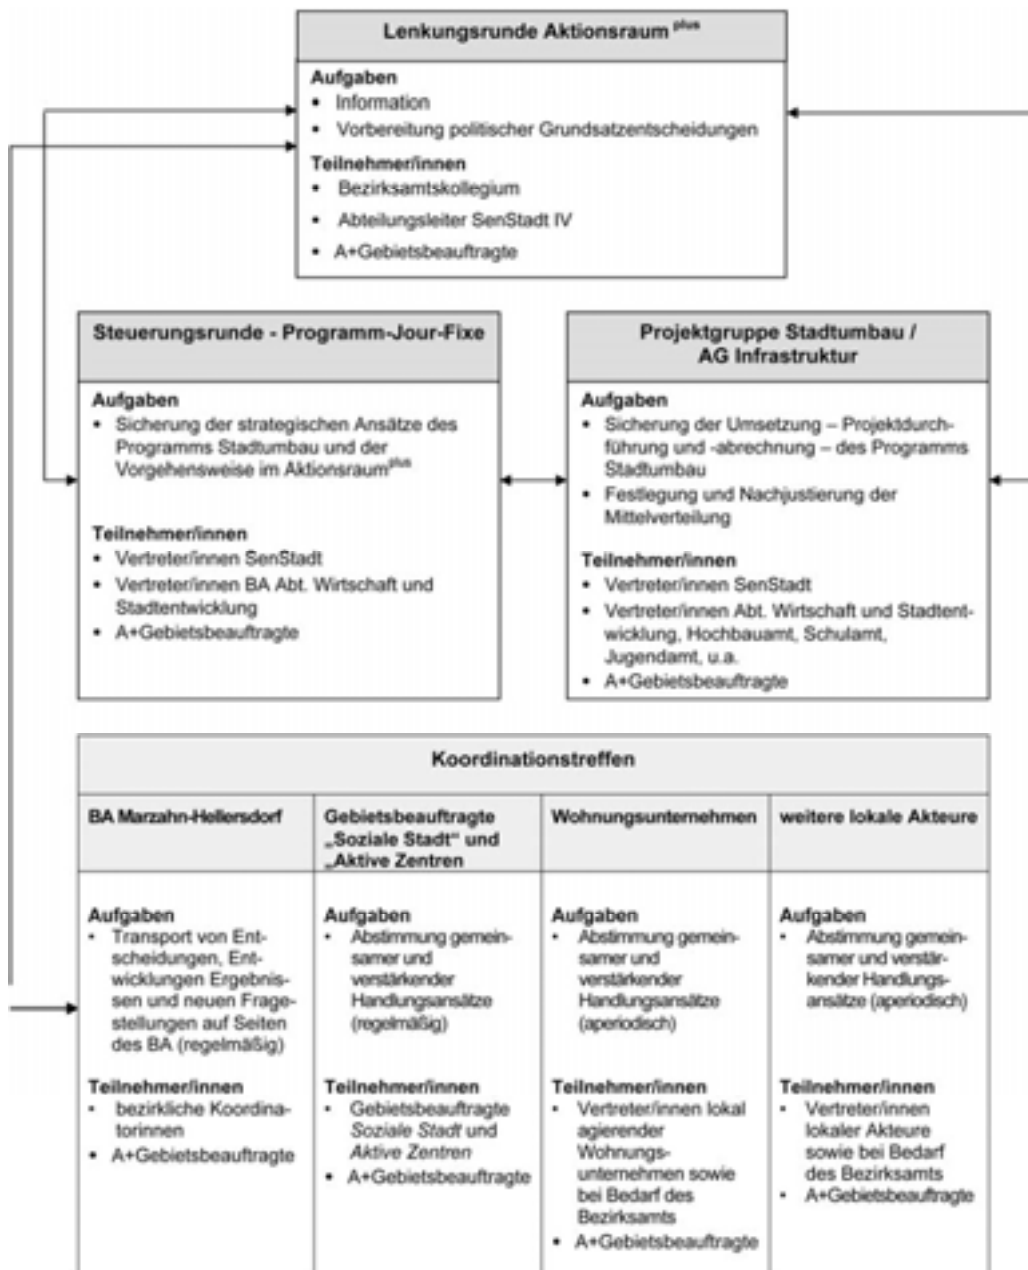 Lenkungsrunde Aktionsraum plus
Aufgaben
• Information
• Vorbereitung politischer Grundsatzentscheidungen
Teilnehmer/innen
• Bezirksamtskollegium
• Abteilungsleiter SenStadt IV
• A+Gebietsbeauftragte
Steuerungsrunde - Programm-Jour-Fixe
Aufgaben
• Sicherung der strategischen Ansätze des
Programms Stadtumbau und der
Vorgehensweise im Aktionsraumplus
Teilnehmer/innen
• Vertreter/innen SenStadt
• Vertreter/innen BA Abt. Wirtschaft und
Stadtentwicklung
• A+Gebietsbeauftragte
Projektgruppe Stadtumbau /
AG Infrastruktur
Aufgaben
• Sicherung der Umsetzung – Projektdurch-
führung und -abrechnung – des Programms
Stadtumbau
• Festlegung und Nachjustierung der
Mittelverteilung
Teilnehmer/innen
• Vertreter/innen SenStadt
• Vertreter/innen Abt. Wirtschaft und Stadtent-
wicklung, Hochbauamt, Schulamt,
Jugendamt, u.a.
• A+Gebietsbeauftragte
Koordinationstreffen
BA Marzahn-Hellersdorf
Aufgaben
• Transport von Ent-
scheidungen, Ent-
wicklungen Ergebnis-
sen und neuen Frage-
stellungen auf Seiten
des BA (regelmäßig)
Teilnehmer/innen
• bezirkliche Koordina-
torinnen
• A+Gebietsbeauftragte
Gebietsbeauftragte
„Soziale Stadt" und
„Aktive Zentren
Aufgaben
• Abstimmung gemein-
samer und
verstärkender
Handlungsansätze
(regelmäßig)
Teilnehmer/innen
• Gebietsbeauftragte
Soziale Stadt und
Aktive Zentren
• A+Gebietsbeauftragte
Wohnungsunternehmen
Aufgaben
• Abstimmung gemein-
samer und
verstärkender
Handlungsansätze
(aperiodisch)
Teilnehmer/innen
• Vertreter/innen lokal
agierender
Wohnungs-
unternehmen sowie
bei Bedarf des
Bezirksamts
• A+Gebietsbeauftragte
weitere lokale Akteure
Aufgaben
• Abstimmung gemein-
samer und verstär-
kender Handlungs-
ansätze (aperiodisch)
Teilnehmer/innen
• Vertreter/innen
lokaler Akteure
sowie bei Bedarf
des Bezirksamts
• A+Gebietsbeauftragte